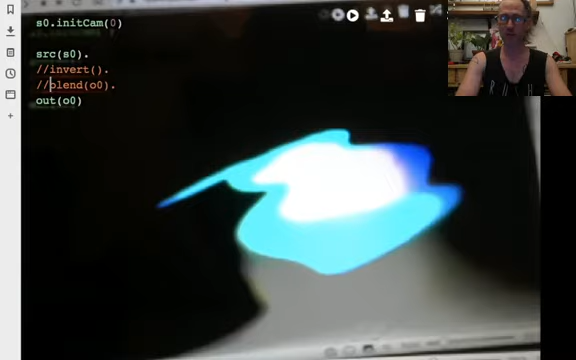 s0.initCam(0)
src(s0).
//invert().
//blend(o0).
out(o0)